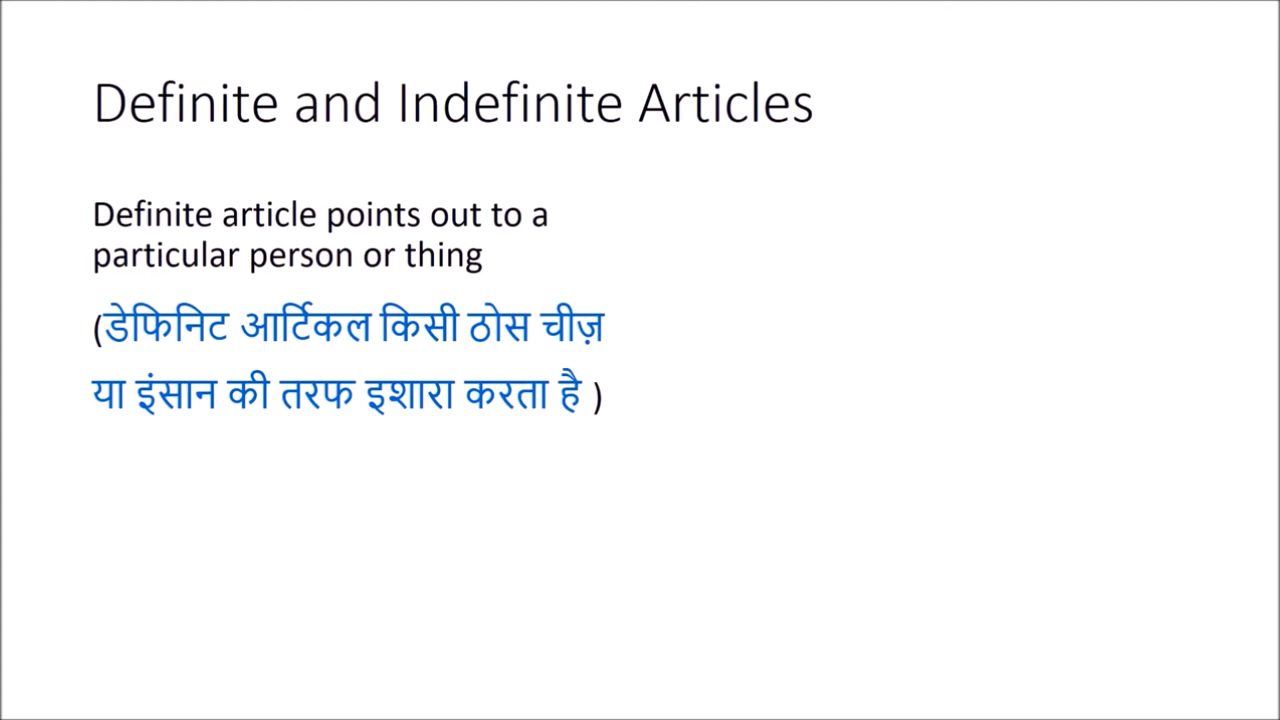 Definite and Indefinite Articles
Definite article points out to a
particular person or thing
(डेफिनिट आर्टिकल किसी ठोस चीज़
या इंसान की तरफ इशारा करता है )